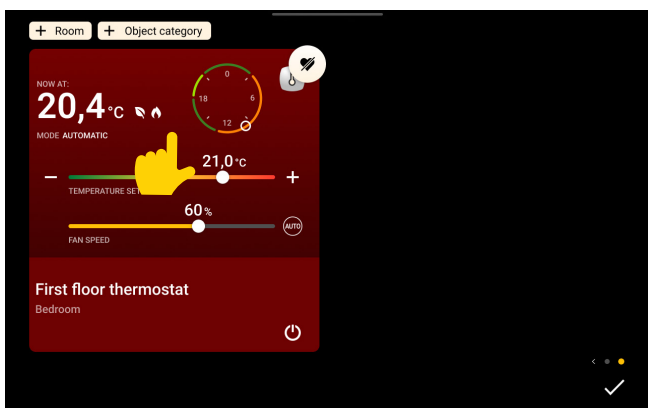 + Room + Object category
NOW AT:
20,4 °C
MODE AUTOMATIC
0
6
12
18
21,0 °C
TEMPERATURE SET
60 %
AUTO
FAN SPEED
First floor thermostat
Bedroom